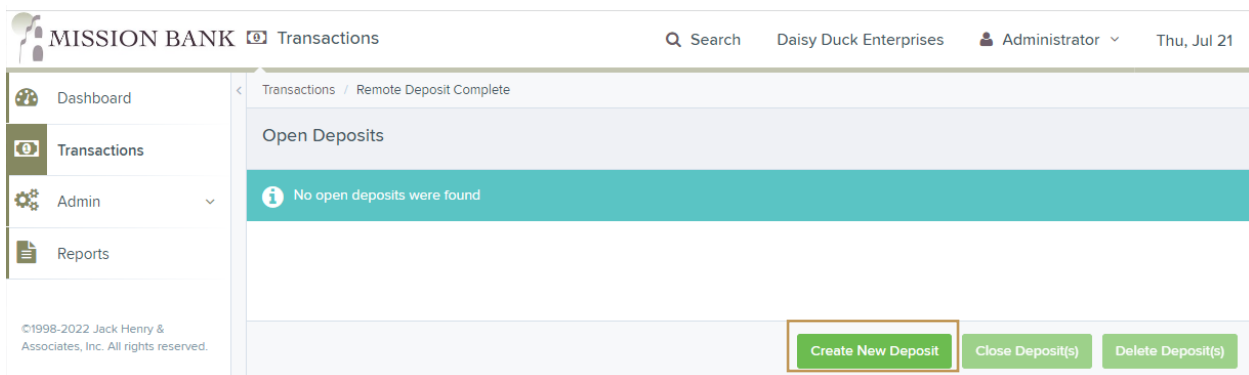 MISSION BANK Transactions Search Daisy Duck Enterprises Administrator Thu, Jul 21
Dashboard
Transactions / Remote Deposit Complete
Open Deposits
Transactions
No open deposits were found
Admin
Reports
©1998-2022 Jack Henry &
Associates, Inc. All rights reserved.
Create New Deposit Close Deposit(s) Delete Deposit(s)